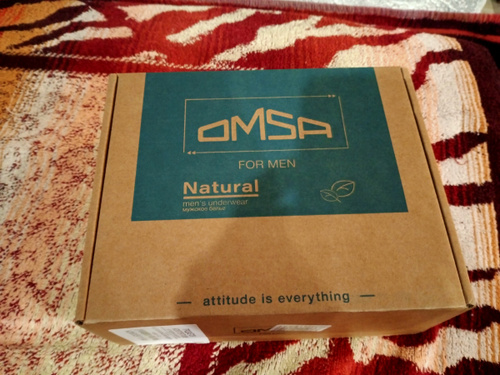 OMSA
FOR MEN
Natural
men's underwear
мужское бельё
— attitude is everything —